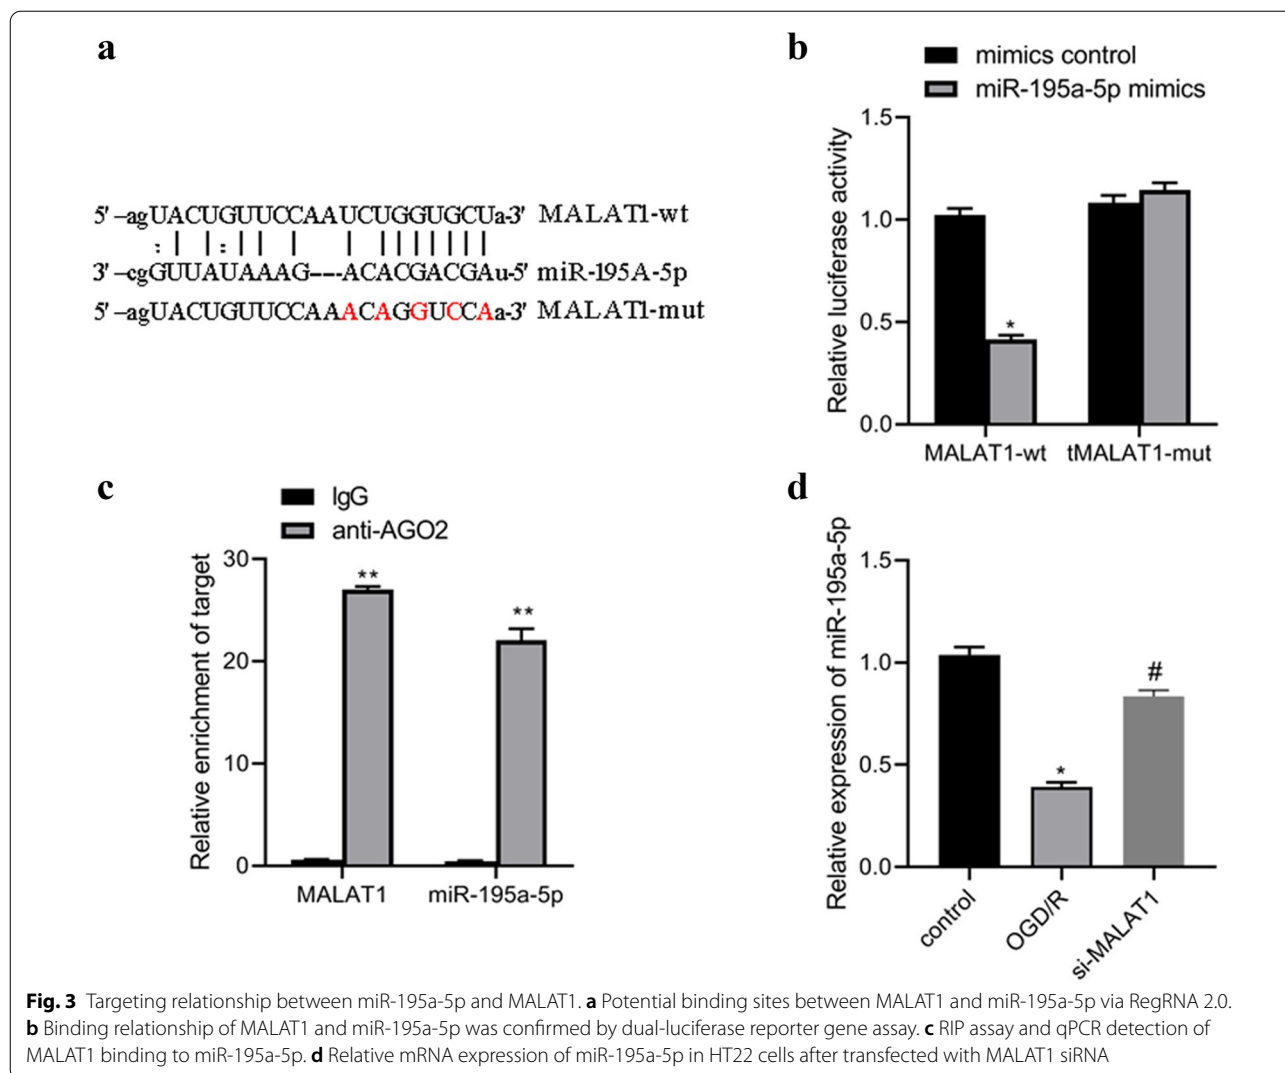 a
5' –agUACUGUUCCAAUCUGGUGCUa-3' MALAT1-wt
: | | : | | | | | | | | | | |
3' –cgGUUAUAAAG----ACACGACGAu-5' miR-195A-5p
5' –agUACUGUUCCAAACAGGUCCAa-3' MALAT1-mut
b
mimics control
miR-195a-5p mimics
Relative luciferase activity
1.5
1.0
0.5
0.0
*
MALAT1-wt tMALAT1-mut
c
IgG
anti-AGO2
Relative enrichment of target
30
20
10
0
**
**
MALAT1 miR-195a-5p
d
Relative expression of miR-195a-5p
1.5
1.0
0.5
0.0
*
#
control
OGD/R
si-MALAT1
Fig. 3 Targeting relationship between miR-195a-5p and MALAT1. a Potential binding sites between MALAT1 and miR-195a-5p via RegRNA 2.0.
b Binding relationship of MALAT1 and miR-195a-5p was confirmed by dual-luciferase reporter gene assay. c RIP assay and qPCR detection of
MALAT1 binding to miR-195a-5p. d Relative mRNA expression of miR-195a-5p in HT22 cells after transfected with MALAT1 siRNA